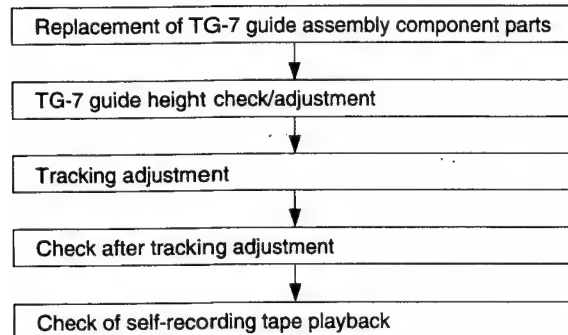 Replacement of TG-7 guide assembly component parts
TG-7 guide height check/adjustment
Tracking adjustment
Check after tracking adjustment
Check of self-recording tape playback